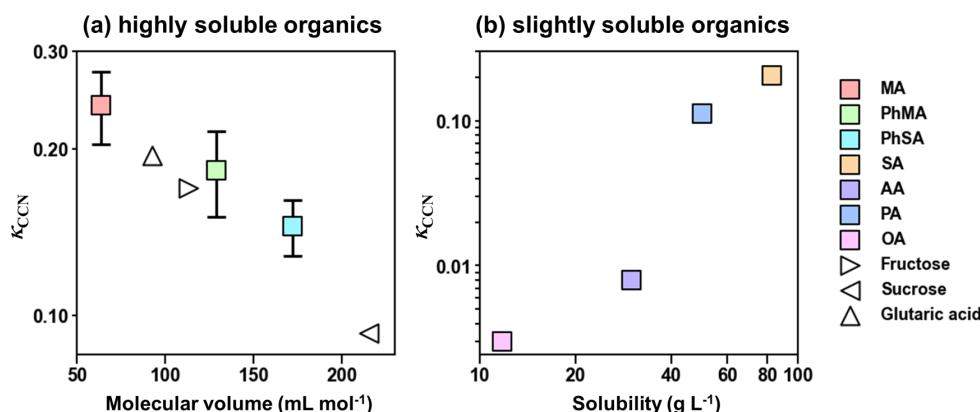 (a) highly soluble organics
0.30
0.20
0.10
κCCN
50 100 150 200
Molecular volume (mL mol⁻¹)
(b) slightly soluble organics
0.10
0.01
κCCN
10 20 40 60 80 100
Solubility (g L⁻¹)
MA
PhMA
PhSA
SA
AA
PA
OA
Fructose
Sucrose
Glutaric acid